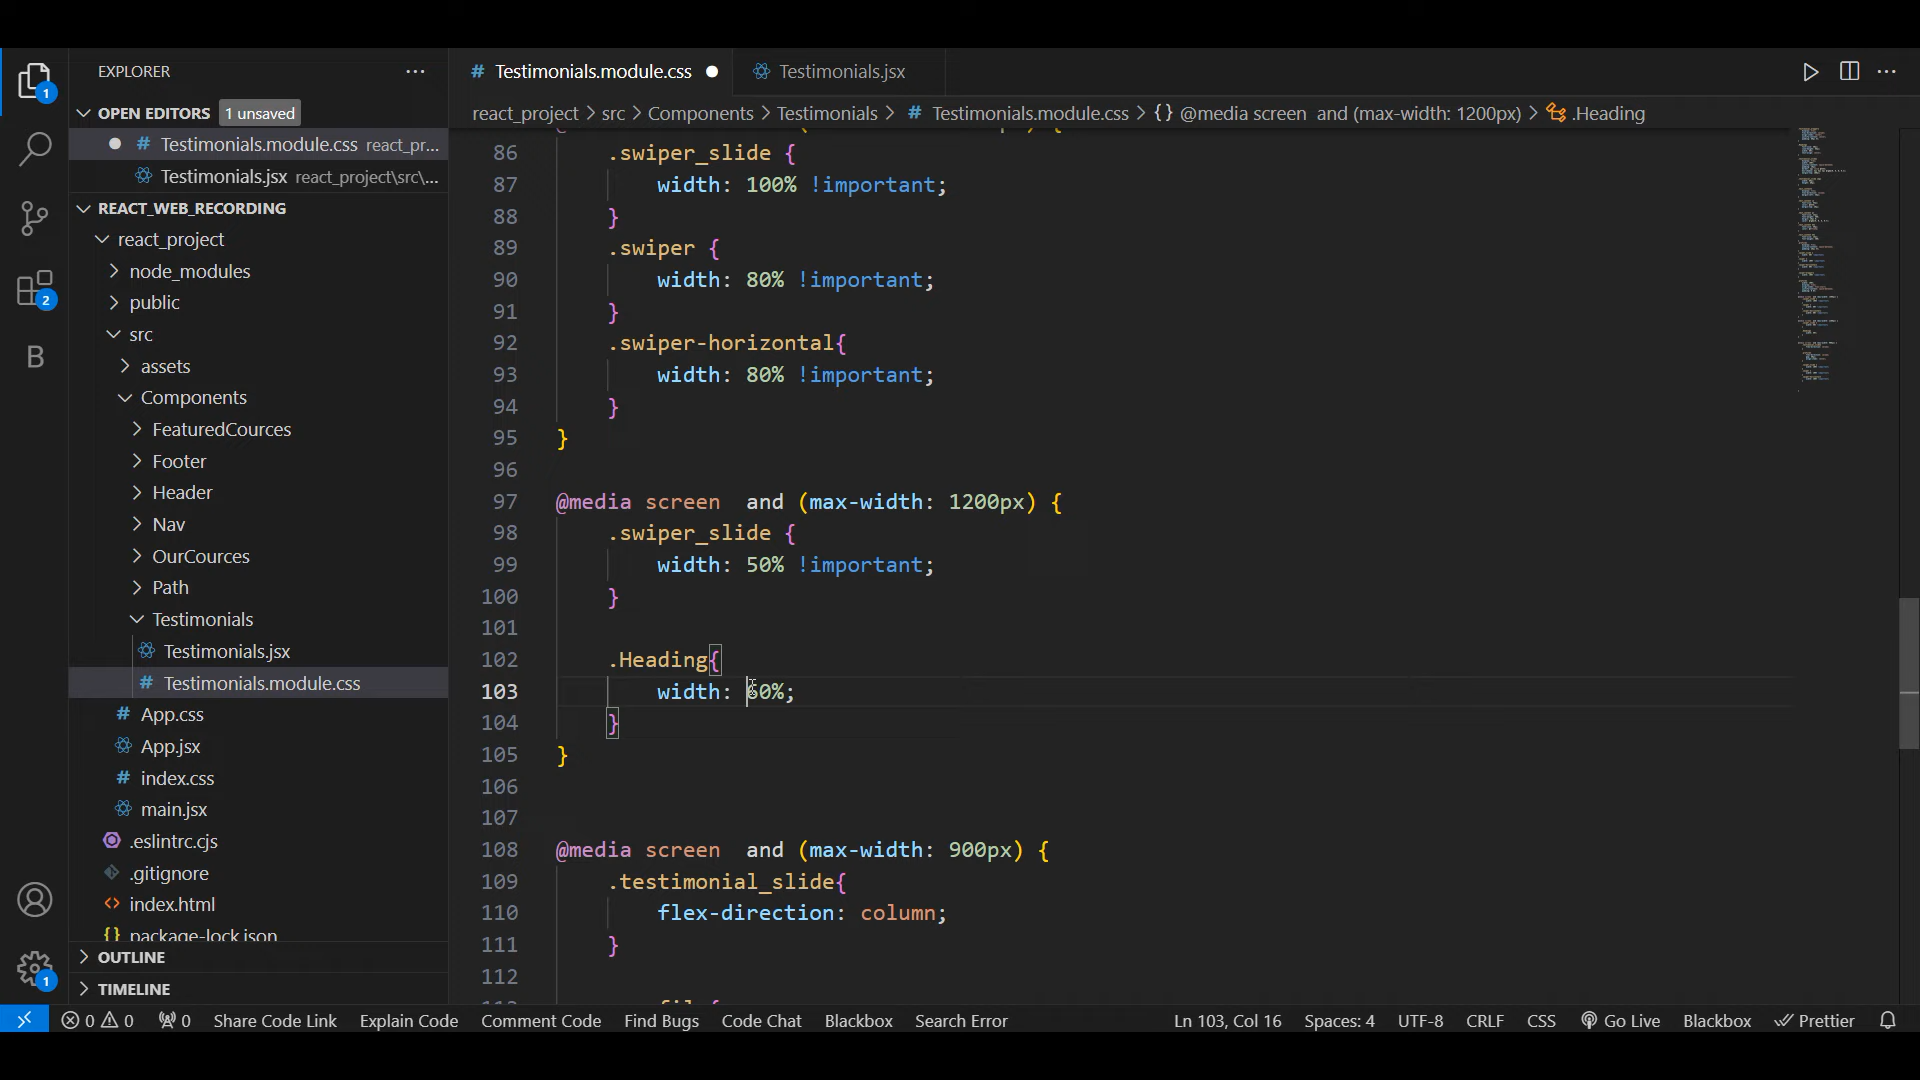 EXPLORER
Testimonials.module.css
Testimonials.jsx
OPEN EDITORS 1 unsaved
react_project > src > Components > Testimonials > # Testimonials.module.css > {} @media screen and (max-width: 1200px) > .Heading
# Testimonials.module.css react_pr...
Testimonials.jsx react_project\src\...
REACT_WEB_RECORDING
react_project
node_modules
public
src
assets
Components
FeaturedCources
Footer
Header
Nav
OurCources
Path
Testimonials
Testimonials.jsx
# Testimonials.module.css
# App.css
App.jsx
# index.css
main.jsx
.eslintrc.cjs
.gitignore
<> index.html
{} package-lock.json
OUTLINE
TIMELINE
86 .swiper_slide {
87 width: 100% !important;
88 }
89 .swiper {
90 width: 80% !important;
91 }
92 .swiper-horizontal{
93 width: 80% !important;
94 }
95 }
96
97 @media screen  and (max-width: 1200px) {
98 .swiper_slide {
99 width: 50% !important;
100 }
101
102 .Heading{
103 width: 60%;
104 }
105 }
106
107
108 @media screen  and (max-width: 900px) {
109 .testimonial_slide{
110 flex-direction: column;
111 }
112
0 0 0 Share Code Link Explain Code Comment Code Find Bugs Code Chat Blackbox Search Error Ln 103, Col 16 Spaces: 4 UTF-8 CRLF CSS Go Live Blackbox Prettier